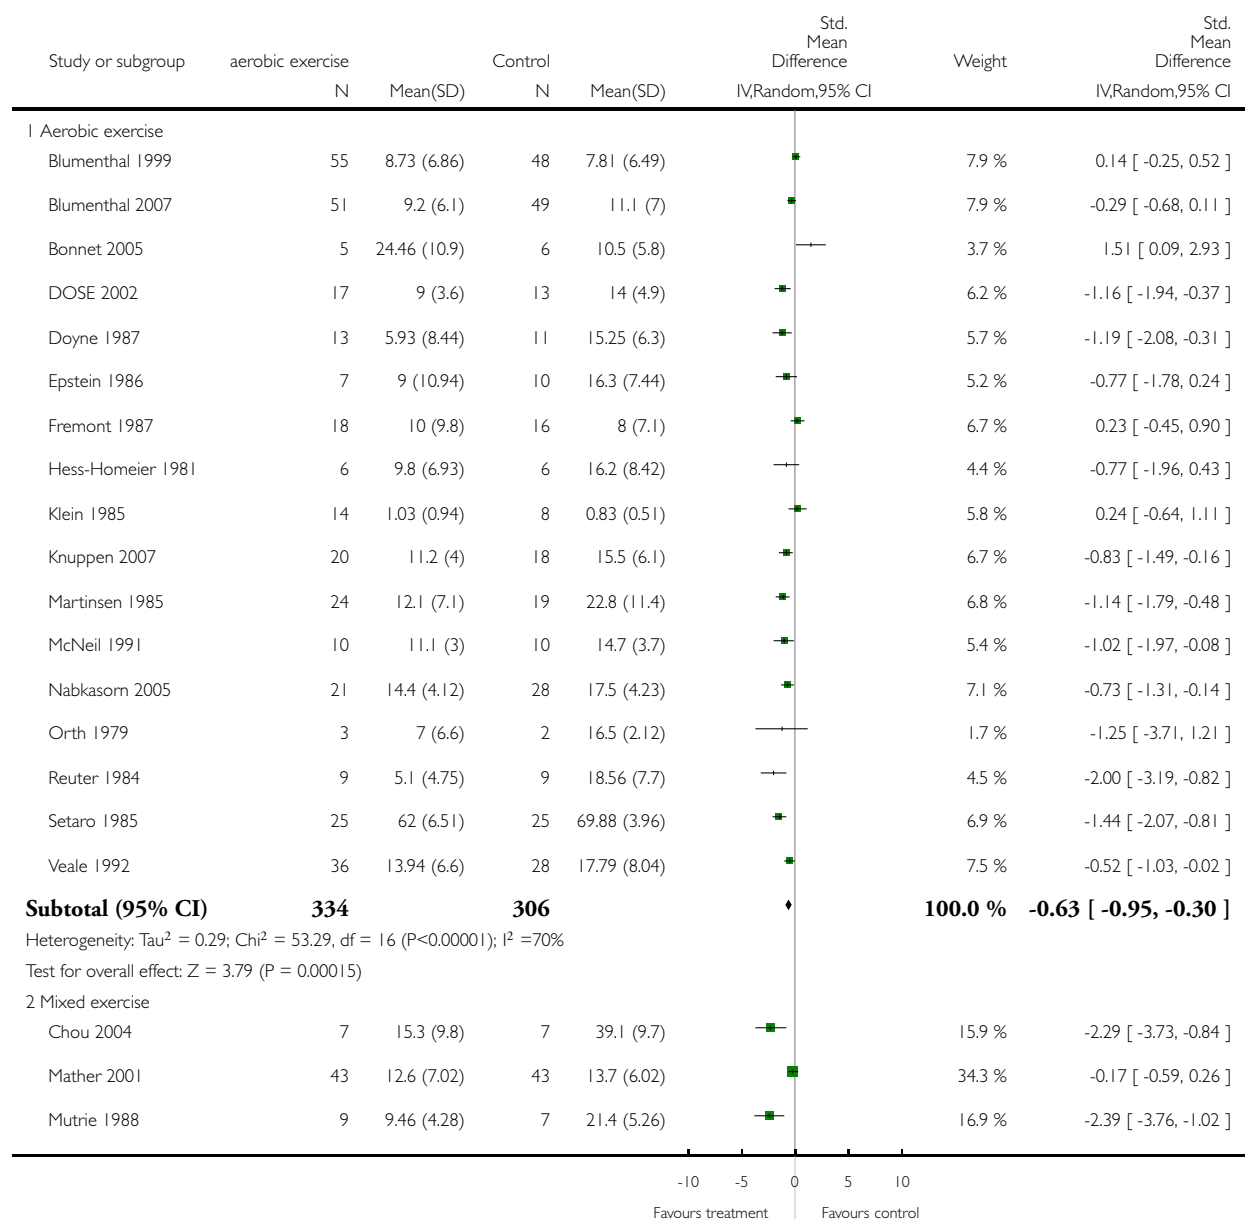 Std. Mean Difference Std. Mean Difference
Study or subgroup aerobic exercise Control Weight
N Mean(SD) N Mean(SD) IV,Random,95% CI IV,Random,95% CI
1 Aerobic exercise
Blumenthal 1999 55 8.73 (6.86) 48 7.81 (6.49) 7.9 % 0.14 [ -0.25, 0.52 ]
Blumenthal 2007 51 9.2 (6.1) 49 11.1 (7) 7.9 % -0.29 [ -0.68, 0.11 ]
Bonnet 2005 5 24.46 (10.9) 6 10.5 (5.8) 3.7 % 1.51 [ 0.09, 2.93 ]
DOSE 2002 17 9 (3.6) 13 14 (4.9) 6.2 % -1.16 [ -1.94, -0.37 ]
Doyne 1987 13 5.93 (8.44) 11 15.25 (6.3) 5.7 % -1.19 [ -2.08, -0.31 ]
Epstein 1986 7 9 (10.94) 10 16.3 (7.44) 5.2 % -0.77 [ -1.78, 0.24 ]
Fremont 1987 18 10 (9.8) 16 8 (7.1) 6.7 % 0.23 [ -0.45, 0.90 ]
Hess-Homeier 1981 6 9.8 (6.93) 6 16.2 (8.42) 4.4 % -0.77 [ -1.96, 0.43 ]
Klein 1985 14 1.03 (0.94) 8 0.83 (0.51) 5.8 % 0.24 [ -0.64, 1.11 ]
Knuppen 2007 20 11.2 (4) 18 15.5 (6.1) 6.7 % -0.83 [ -1.49, -0.16 ]
Martinsen 1985 24 12.1 (7.1) 19 22.8 (11.4) 6.8 % -1.14 [ -1.79, -0.48 ]
McNeil 1991 10 11.1 (3) 10 14.7 (3.7) 5.4 % -1.02 [ -1.97, -0.08 ]
Nabkasorn 2005 21 14.4 (4.12) 28 17.5 (4.23) 7.1 % -0.73 [ -1.31, -0.14 ]
Orth 1979 3 7 (6.6) 2 16.5 (2.12) 1.7 % -1.25 [ -3.71, 1.21 ]
Reuter 1984 9 5.1 (4.75) 9 18.56 (7.7) 4.5 % -2.00 [ -3.19, -0.82 ]
Setaro 1985 25 62 (6.51) 25 69.88 (3.96) 6.9 % -1.44 [ -2.07, -0.81 ]
Veale 1992 36 13.94 (6.6) 28 17.79 (8.04) 7.5 % -0.52 [ -1.03, -0.02 ]
Subtotal (95% CI) 334 306 100.0 % -0.63 [ -0.95, -0.30 ]
Heterogeneity: Tau² = 0.29; Chi² = 53.29, df = 16 (P<0.00001); I² =70%
Test for overall effect: Z = 3.79 (P = 0.00015)
2 Mixed exercise
Chou 2004 7 15.3 (9.8) 7 39.1 (9.7) 15.9 % -2.29 [ -3.73, -0.84 ]
Mather 2001 43 12.6 (7.02) 43 13.7 (6.02) 34.3 % -0.17 [ -0.59, 0.26 ]
Mutrie 1988 9 9.46 (4.28) 7 21.4 (5.26) 16.9 % -2.39 [ -3.76, -1.02 ]
-10 -5 0 5 10
Favours treatment Favours control